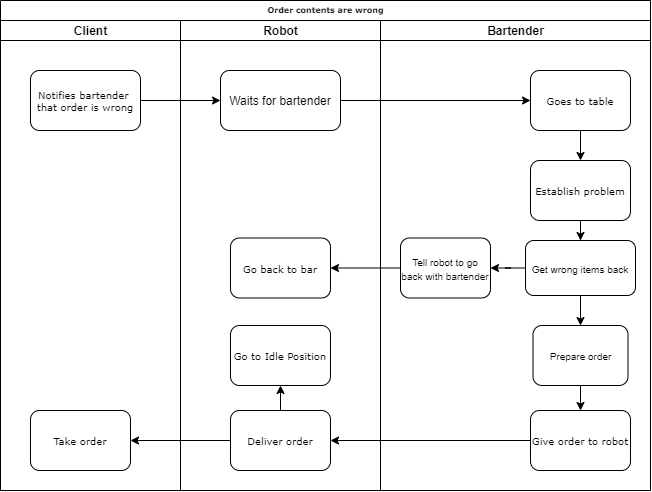 Order contents are wrong
Client
Robot
Bartender
Notifies bartender
that order is wrong
Waits for bartender
Goes to table
Establish problem
Go back to bar
Tell robot to go
back with bartender
Get wrong items back
Go to Idle Position
Prepare order
Take order
Deliver order
Give order to robot